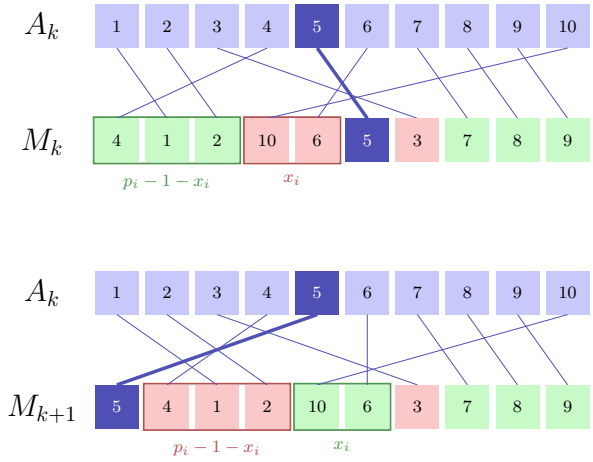 A_k 1 2 3 4 5 6 7 8 9 10
M_k 4 1 2 10 6 5 3 7 8 9
p_i − 1 − x_i x_i
A_k 1 2 3 4 5 6 7 8 9 10
M_{k+1} 5 4 1 2 10 6 3 7 8 9
p_i − 1 − x_i x_i